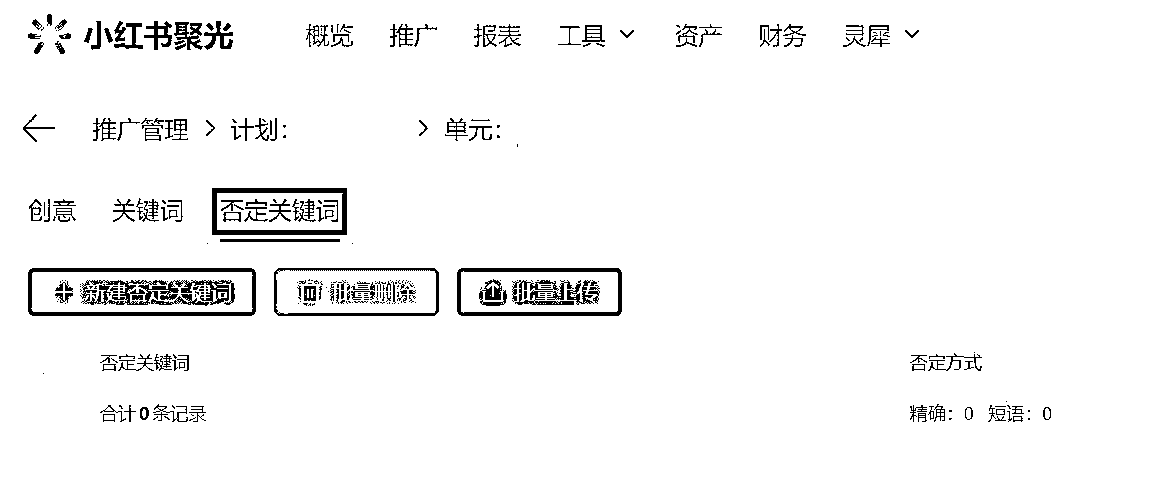 小红书聚光 概览 推广 报表 工具 资产 财务 灵犀
推广管理 > 计划： > 单元：
创意 关键词 否定关键词
新建否定关键词 批量删除 批量上传
否定关键词 否定方式
合计0条记录 精确：0 短语：0